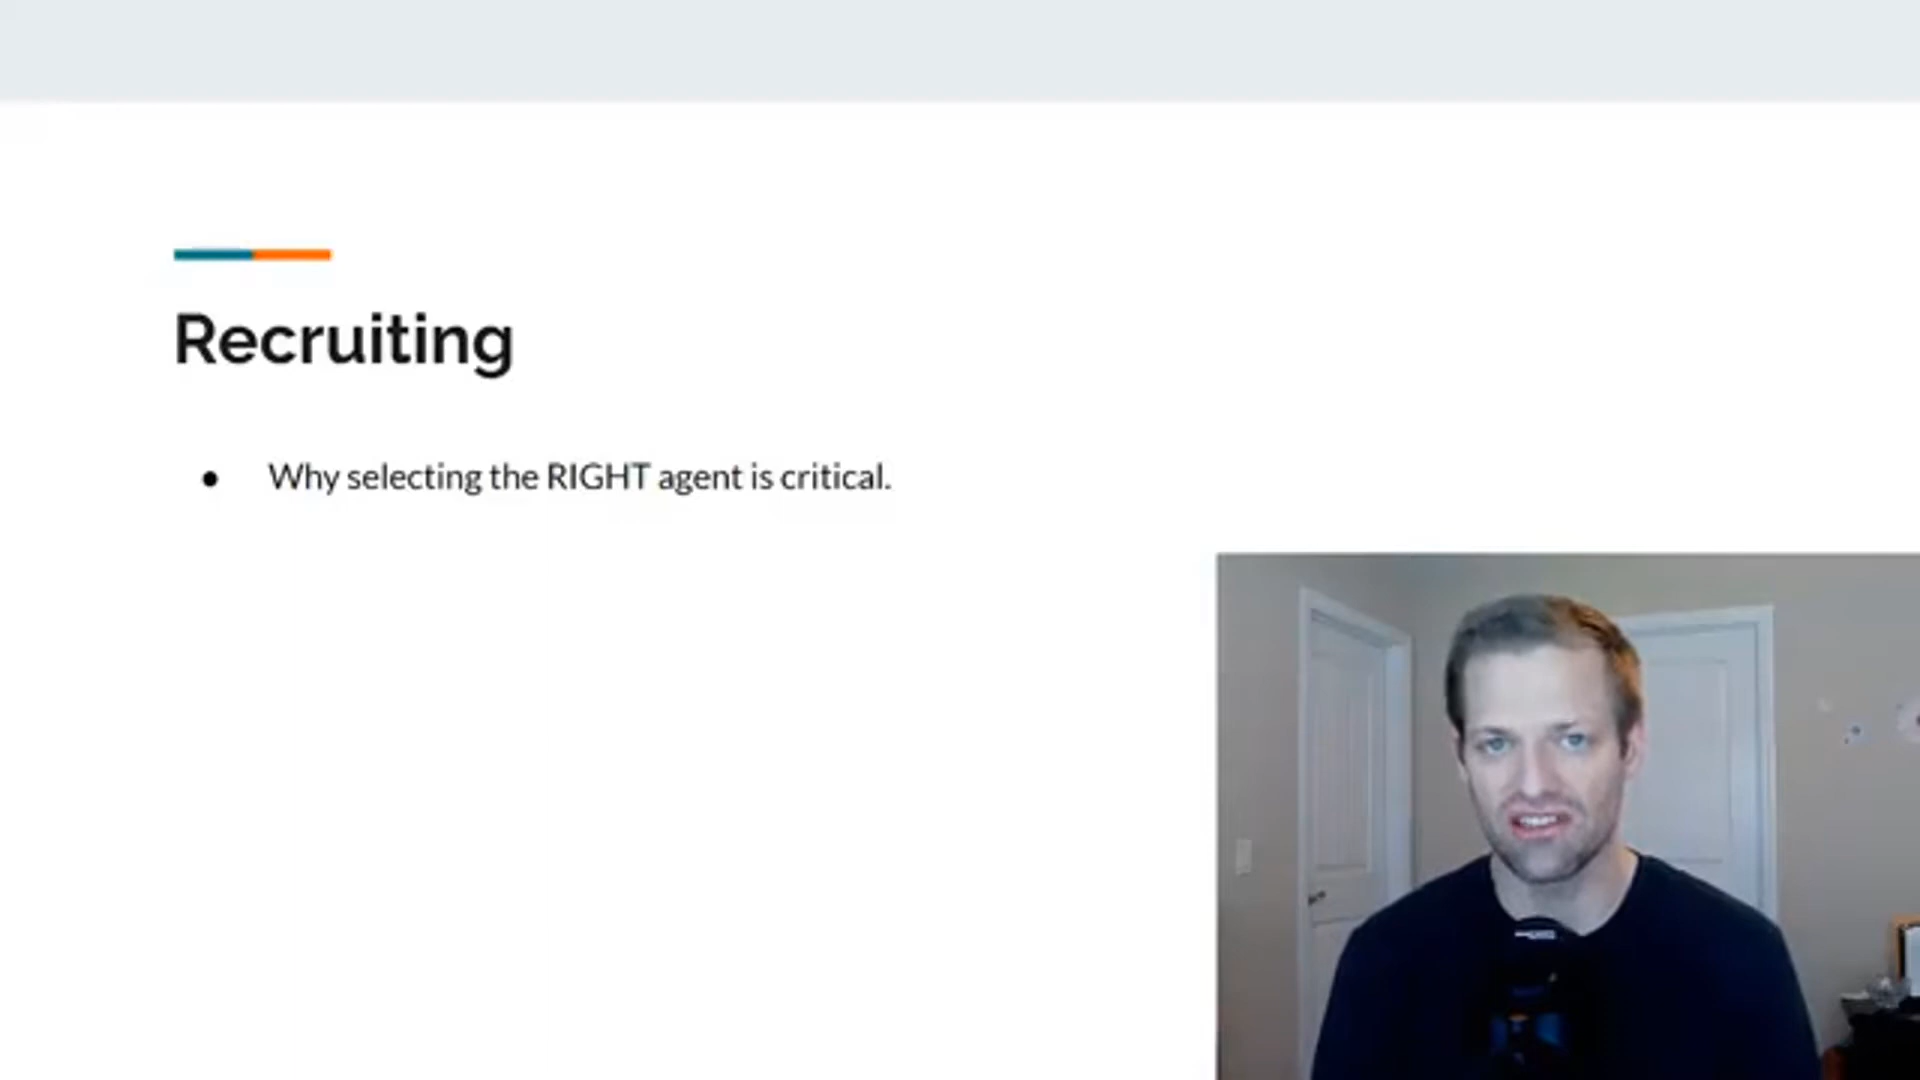 Recruiting
● Why selecting the RIGHT agent is critical.